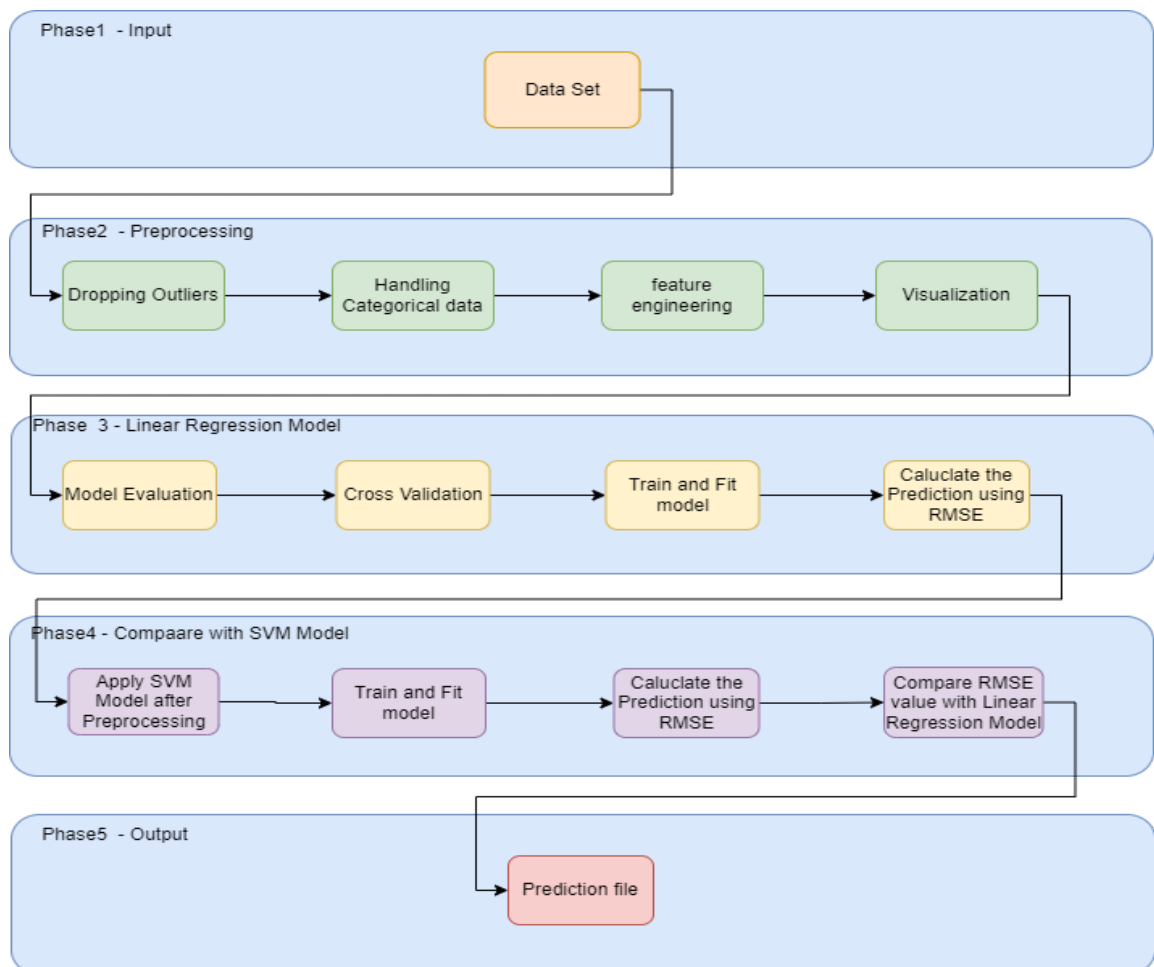 Phase1 - Input
Data Set
Phase2 - Preprocessing
Dropping Outliers
Handling
Categorical data
feature
engineering
Visualization
Phase 3 - Linear Regression Model
Model Evaluation
Cross Validation
Train and Fit
model
Caluclate the
Prediction using
RMSE
Phase4 - Compaare with SVM Model
Apply SVM
Model after
Preprocessing
Train and Fit
model
Caluclate the
Prediction using
RMSE
Compare RMSE
value with Linear
Regression Model
Phase5 - Output
Prediction file